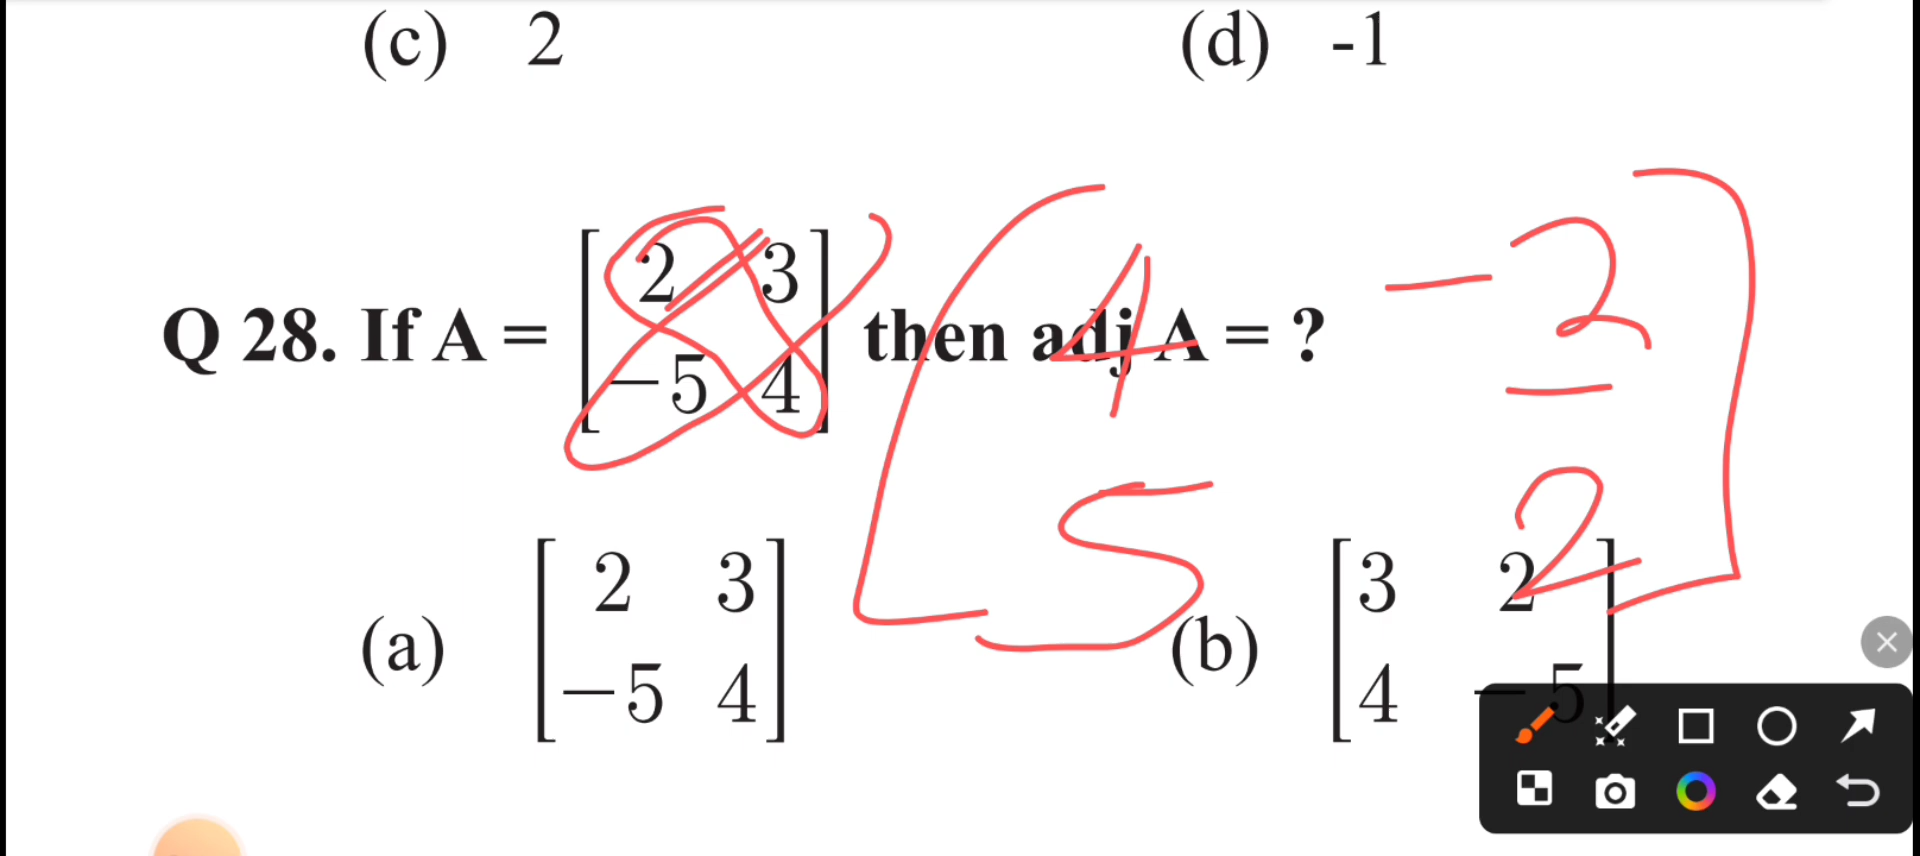 (c) 2 (d) -1
Q 28. If A = [2 3 −5 4] then adj A = ?
4 −3
5 2
(a) [2 3 −5 4] (b) [3 2 4 −5]